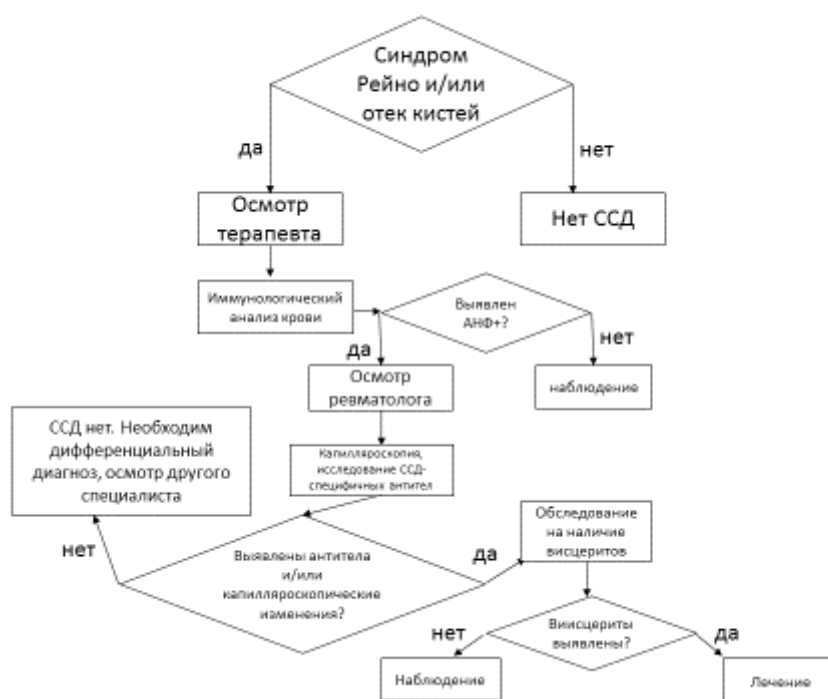 Синдром
Рейно и/или
отек кистей
да
нет
Осмотр
терапевта
Нет ССД
Иммунологический
анализ крови
Выявлен
АНФ+?
да
нет
Осмотр
ревматолога
наблюдение
ССД нет. Необходим
дифференциальный
диагноз, осмотр другого
специалиста
Капилляроскопия,
исследование ССД-
специфичных антител
нет
Выявлены антитела
и/или
капилляроскопические
изменения?
да
Обследование
на наличие
висцеритов
Виисцериты
выявлены?
нет
да
Наблюдение
Лечение